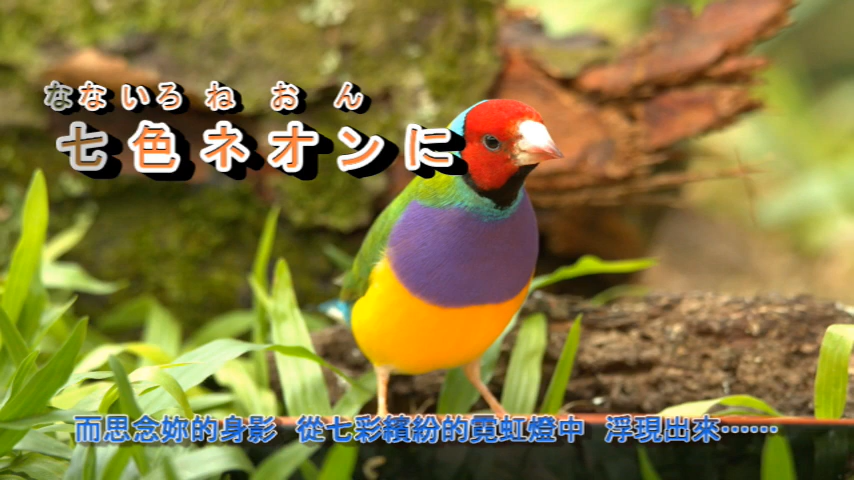 なないろ ね お ん
七色ネオンに
而思念妳的身影 從七彩繽紛的霓虹燈中 浮現出來……